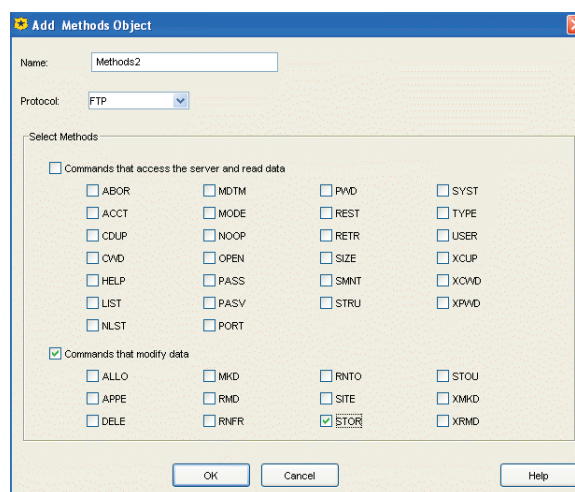 Add Methods Object
Name: Methods2
Protocol: FTP
Select Methods
Commands that access the server and read data
ABOR MDTM PWD SYST
ACCT MODE REST TYPE
CDUP NOOP RETR USER
CWD OPEN SIZE XCUP
HELP PASS SMNT XCWD
LIST PASV STRU XPWD
NLST PORT
Commands that modify data
ALLO MKD RNTO STOU
APPE RMD SITE XMKD
DELE RNFR STOR XRMD
OK Cancel Help